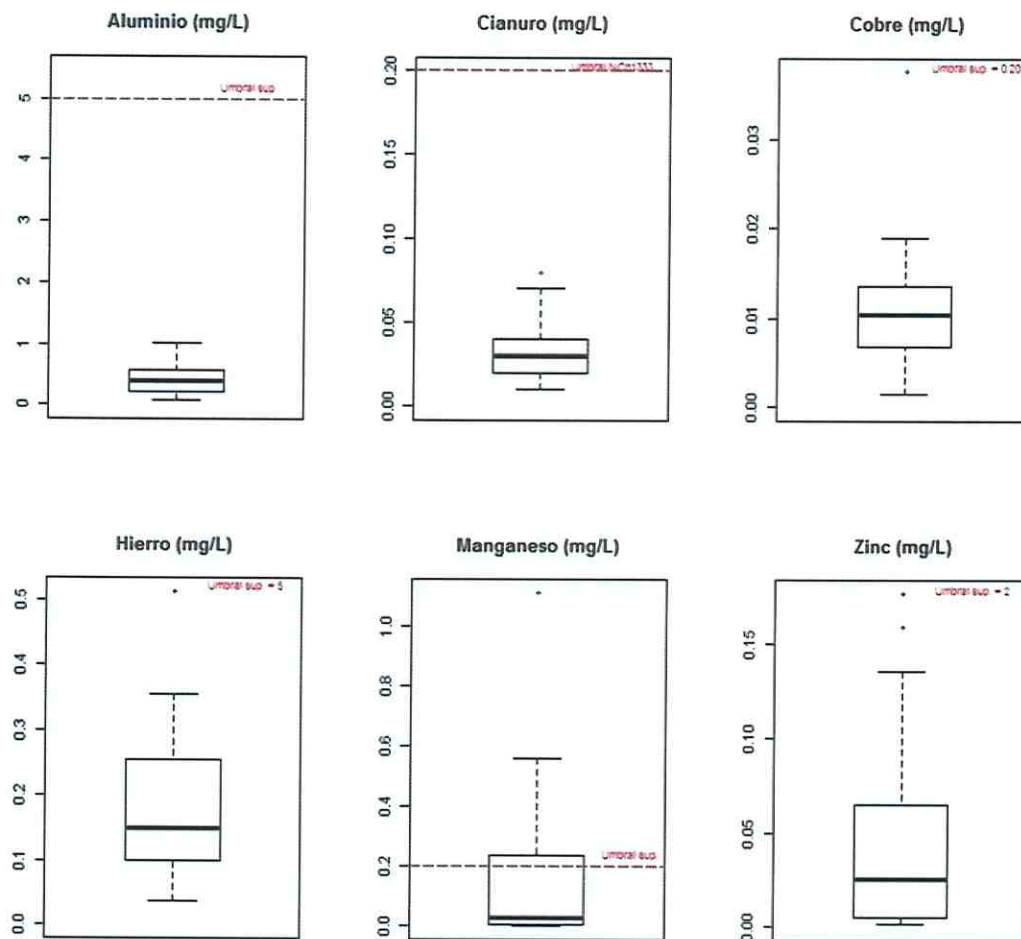 Aluminio (mg/L)
Cianuro (mg/L)
Cobre (mg/L)
Umbral sup
5
4
3
2
1
0
Umbral
0.20
0.15
0.10
0.05
0.00
Umbral sup. = 0.20
0.03
0.02
0.01
0.00
Hierro (mg/L)
Manganeso (mg/L)
Zinc (mg/L)
Umbral sup. = 5
0.5
0.4
0.3
0.2
0.1
0.0
1.0
0.8
0.6
0.4
0.2
0.0
Umbral sup
Umbral sup. = 2
0.15
0.10
0.05
0.00